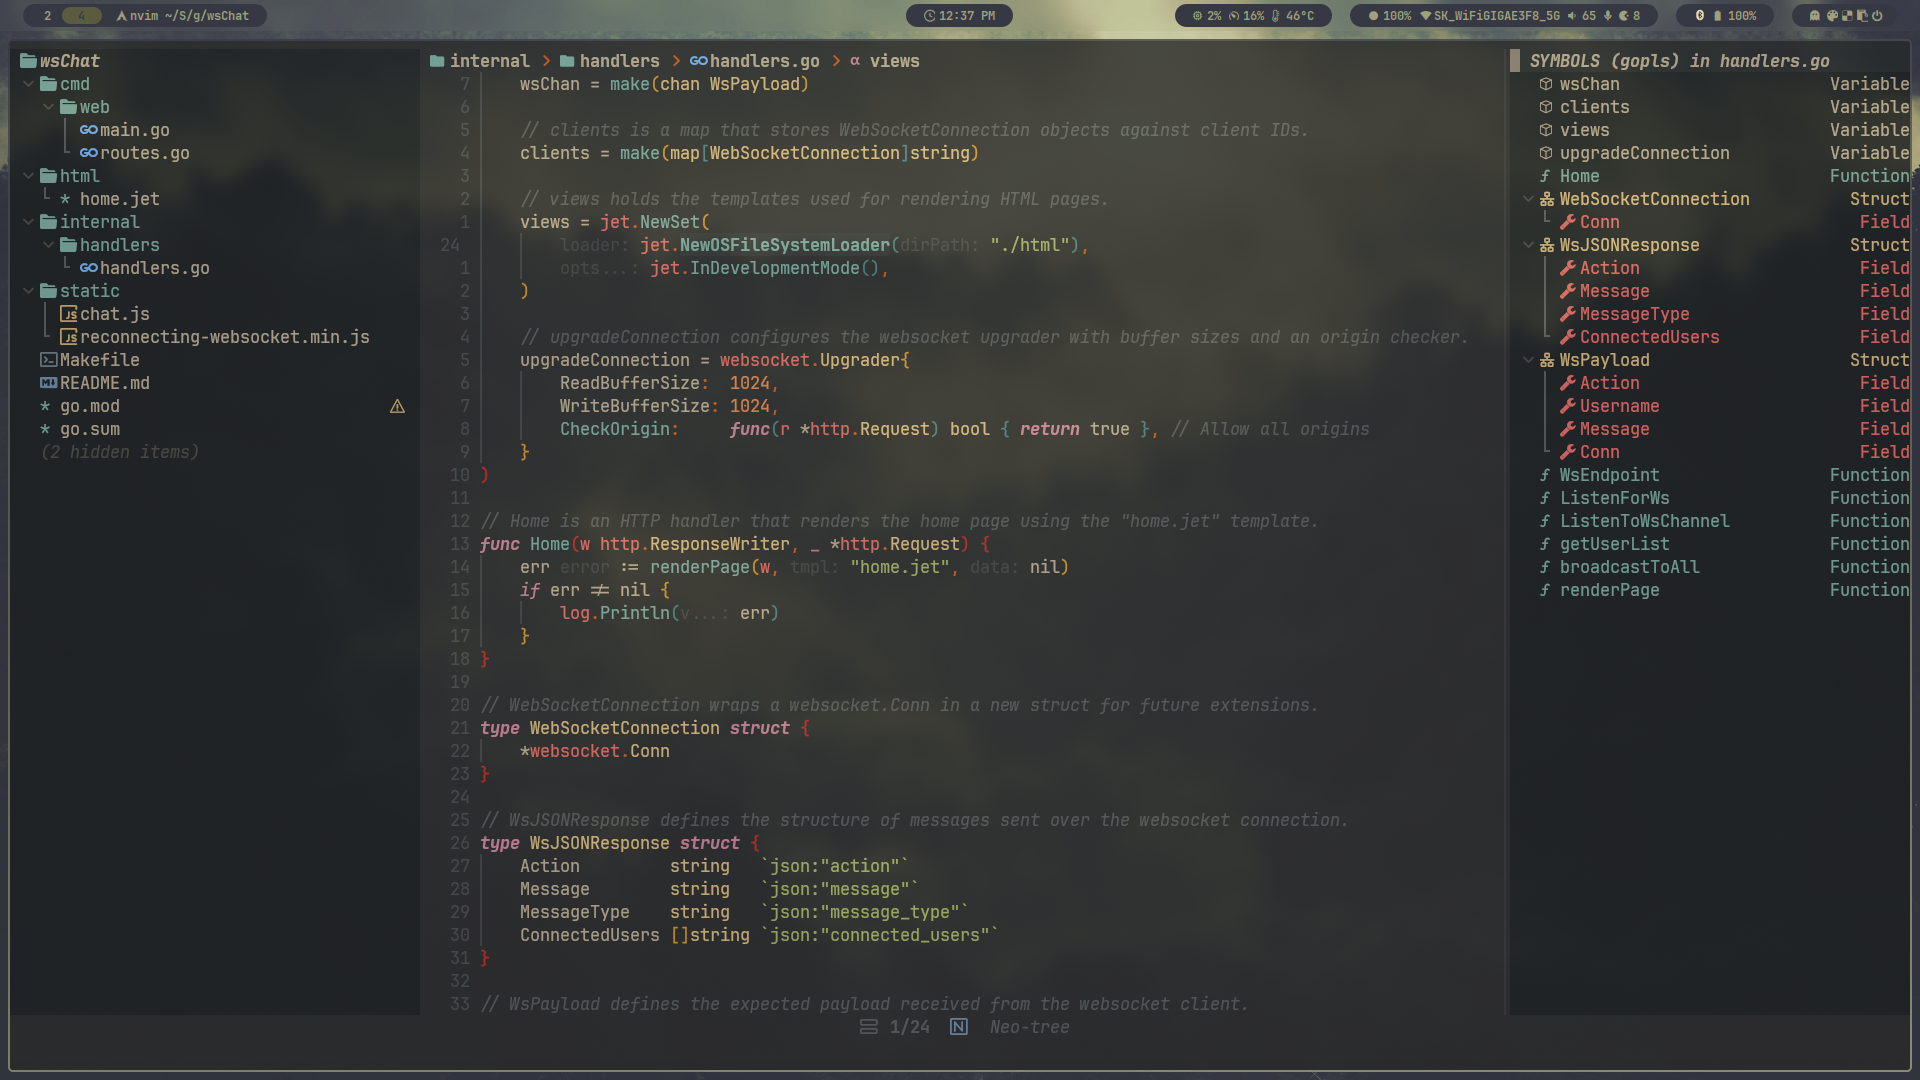 2 4 nvim ~/S/g/wsChat
12:37 PM
2% 16% 46°C
100% SK_WiFiGIGAE3F8_5G 65 8
100%
wsChat
cmd
web
main.go
routes.go
html
home.jet
internal
handlers
handlers.go
static
chat.js
reconnecting-websocket.min.js
Makefile
README.md
go.mod
go.sum
(2 hidden items)
internal > handlers > handlers.go > α views
7 wsChan = make(chan WsPayload)
6
5 // clients is a map that stores WebSocketConnection objects against client IDs.
4 clients = make(map[WebSocketConnection]string)
3
2 // views holds the templates used for rendering HTML pages.
1 views = jet.NewSet(
24 loader: jet.NewOSFileSystemLoader(dirPath: "./html"),
1 opts...: jet.InDevelopmentMode(),
2 )
3
4 // upgradeConnection configures the websocket upgrader with buffer sizes and an origin checker.
5 upgradeConnection = websocket.Upgrader{
6 ReadBufferSize: 1024,
7 WriteBufferSize: 1024,
8 CheckOrigin: func(r *http.Request) bool { return true }, // Allow all origins
9 }
10 )
11
12 // Home is an HTTP handler that renders the home page using the "home.jet" template.
13 func Home(w http.ResponseWriter, _ *http.Request) {
14 err error := renderPage(w, tmpl: "home.jet", data: nil)
15 if err != nil {
16 log.Println(v...: err)
17 }
18 }
19
20 // WebSocketConnection wraps a websocket.Conn in a new struct for future extensions.
21 type WebSocketConnection struct {
22 *websocket.Conn
23 }
24
25 // WsJSONResponse defines the structure of messages sent over the websocket connection.
26 type WsJSONResponse struct {
27 Action string `json:"action"`
28 Message string `json:"message"`
29 MessageType string `json:"message_type"`
30 ConnectedUsers []string `json:"connected_users"`
31 }
32
33 // WsPayload defines the expected payload received from the websocket client.
SYMBOLS (gopls) in handlers.go
wsChan Variable
clients Variable
views Variable
upgradeConnection Variable
Home Function
WebSocketConnection Struct
Conn Field
WsJSONResponse Struct
Action Field
Message Field
MessageType Field
ConnectedUsers Field
WsPayload Struct
Action Field
Username Field
Message Field
Conn Field
WsEndpoint Function
ListenForWs Function
ListenToWsChannel Function
getUserList Function
broadcastToAll Function
renderPage Function
1/24 N Neo-tree